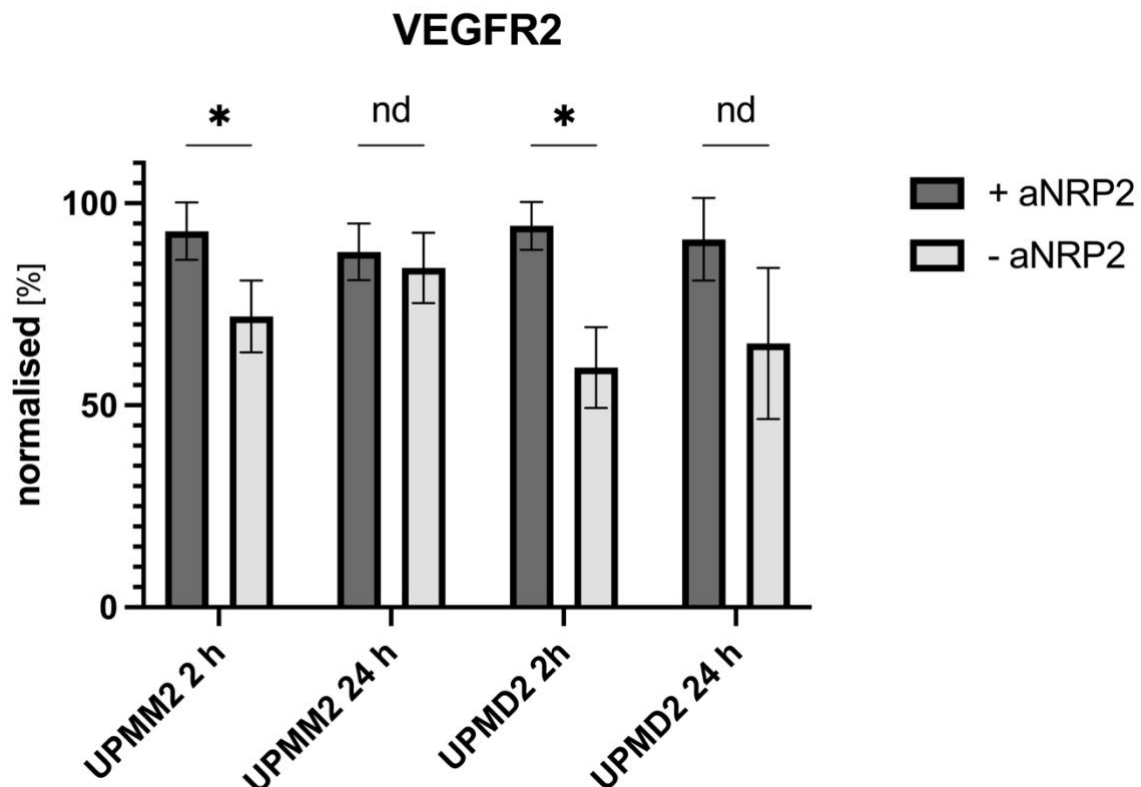 VEGFR2
* nd * nd
100
50
0
normalised [%]
UPMM2 2 h
UPMM2 24 h
UPMD2 2h
UPMD2 24 h
+ aNRP2
- aNRP2